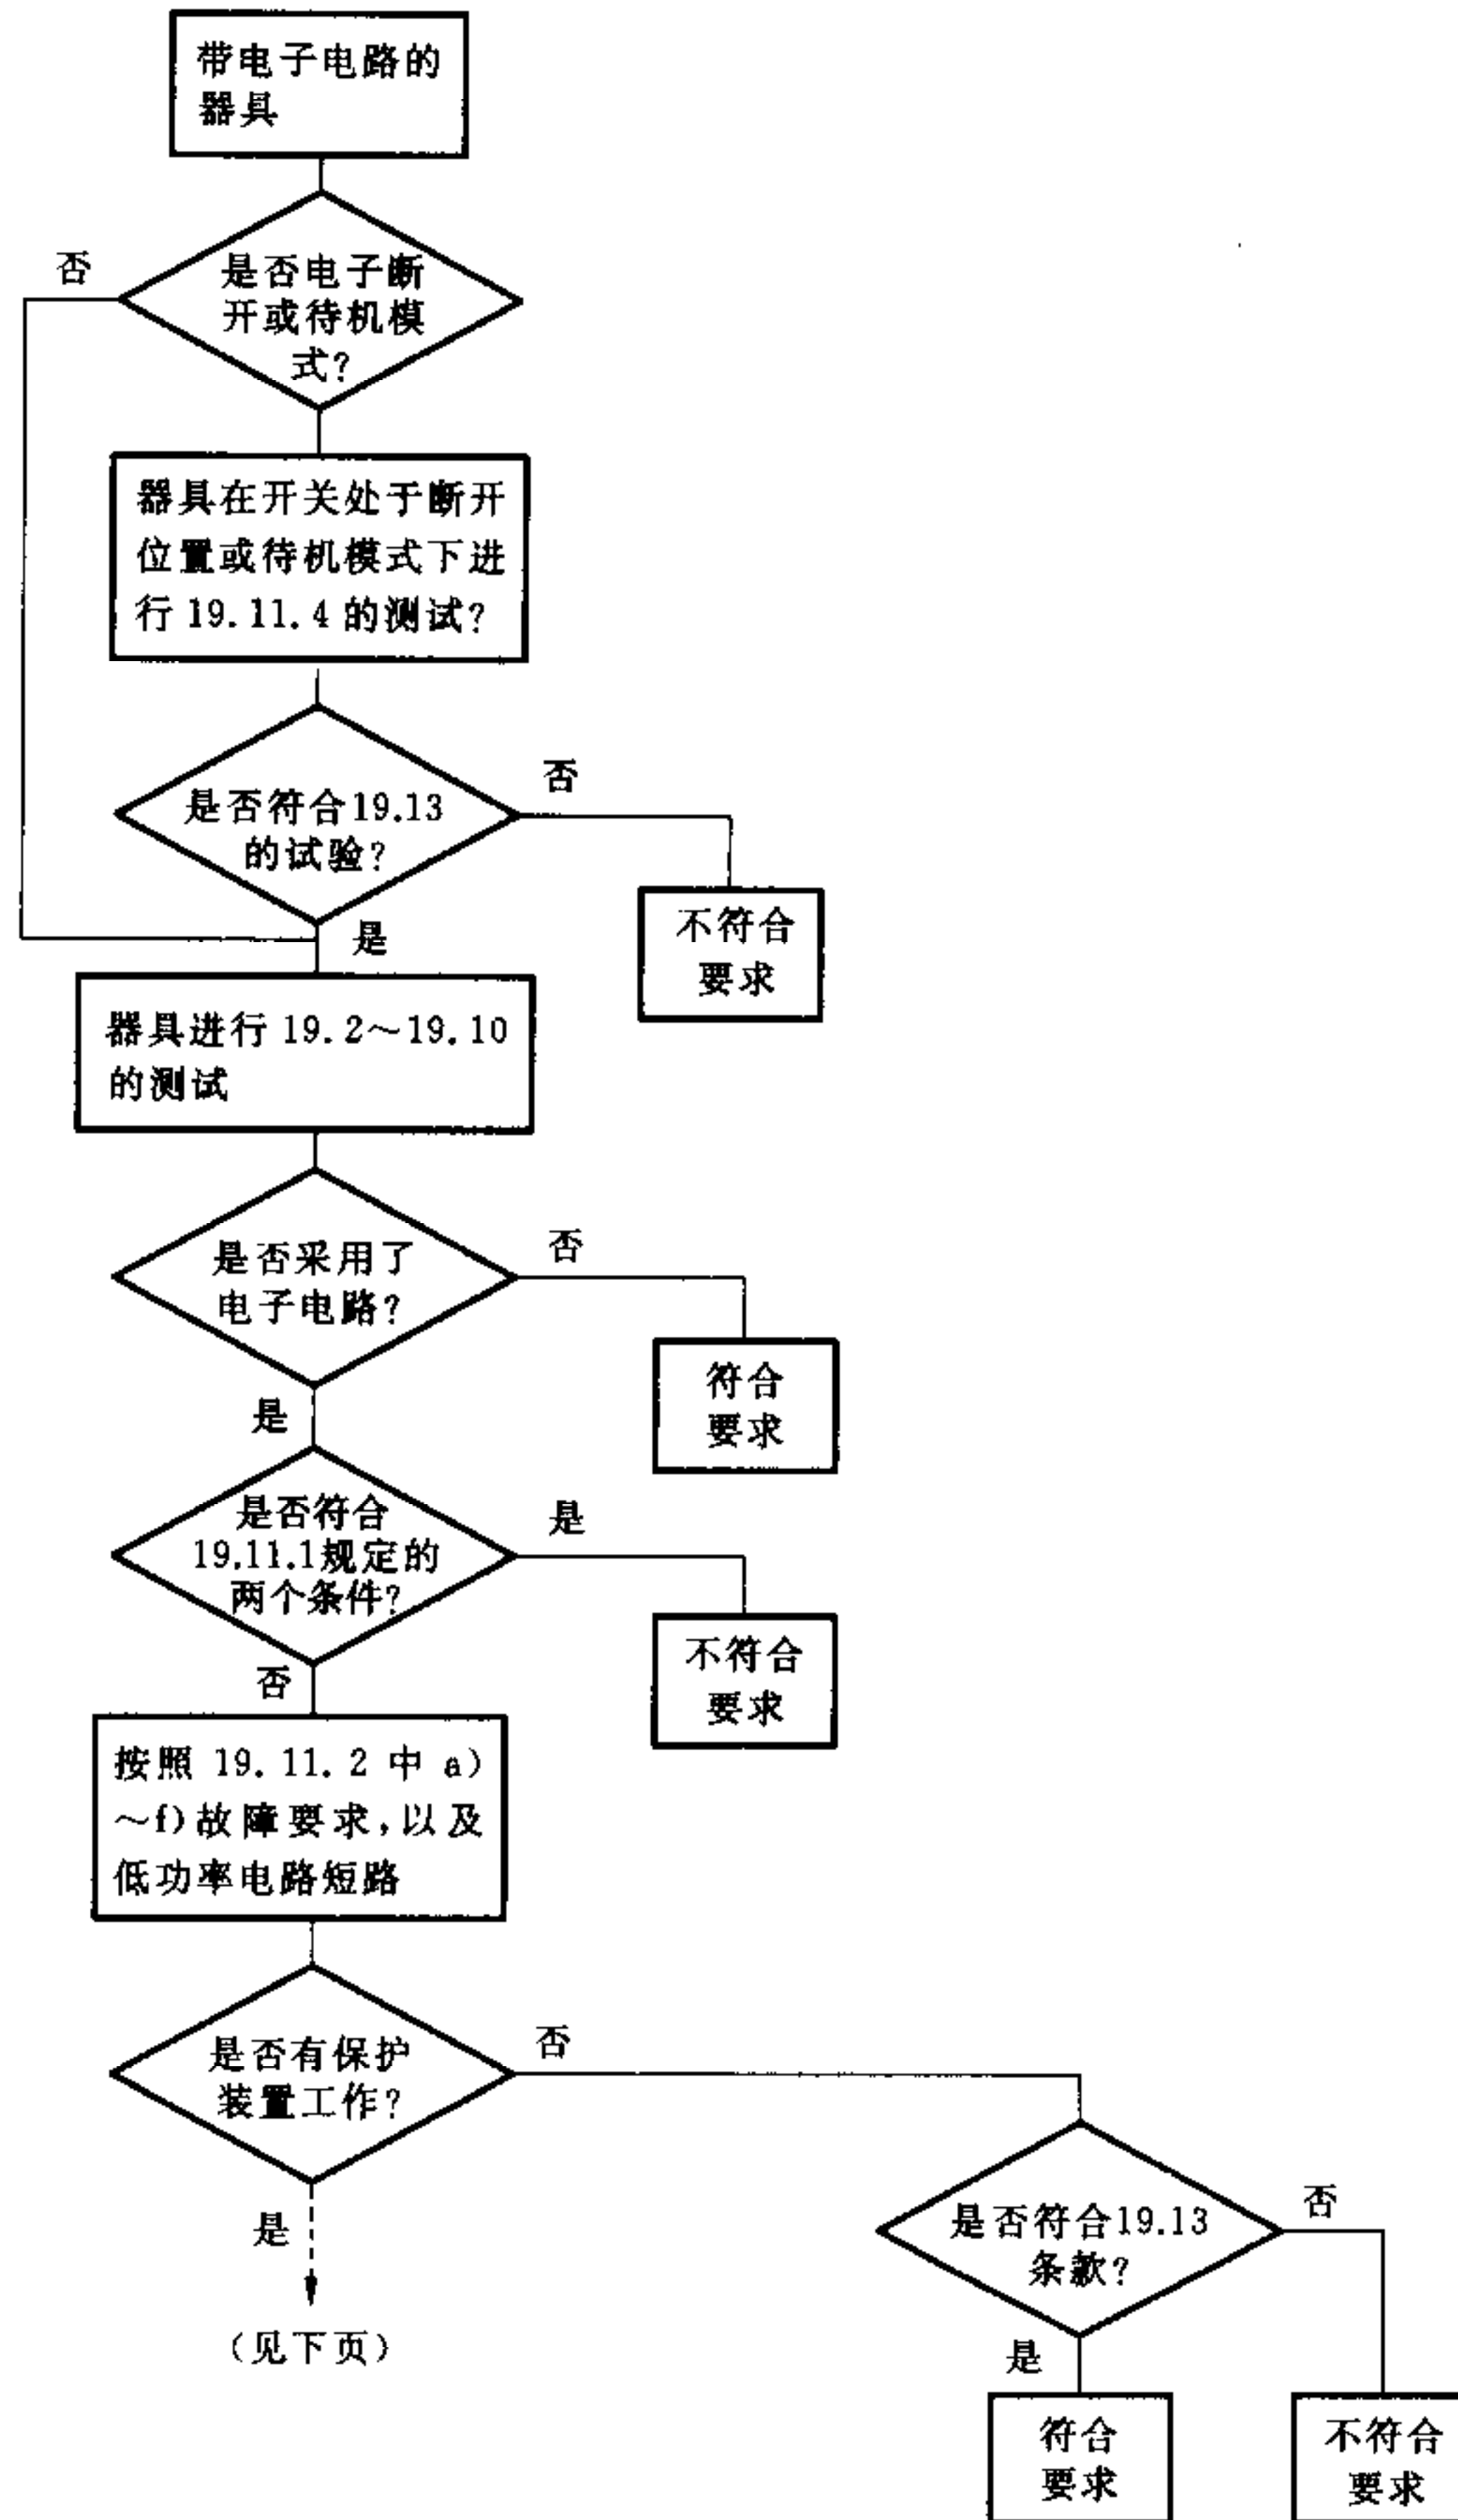 带电子电路的
器具
否
是否电子断
开或待机模
式?
器具在开关处于断开
位置或待机模式下进
行19.11.4的测试?
否
是否符合19.13
的试验?
不符合
要求
是
器具进行19.2～19.10
的测试
否
是否采用了
电子电路?
符合
要求
是
是否符合
19.11.1规定的
两个条件?
是
不符合
要求
否
按照 19.11.2 中 a)
～f)故障要求,以及
低功率电路短路
否
是否有保护
装置工作?
是
(见下页)
否
是否符合19.13
条款?
是
符合
要求
不符合
要求